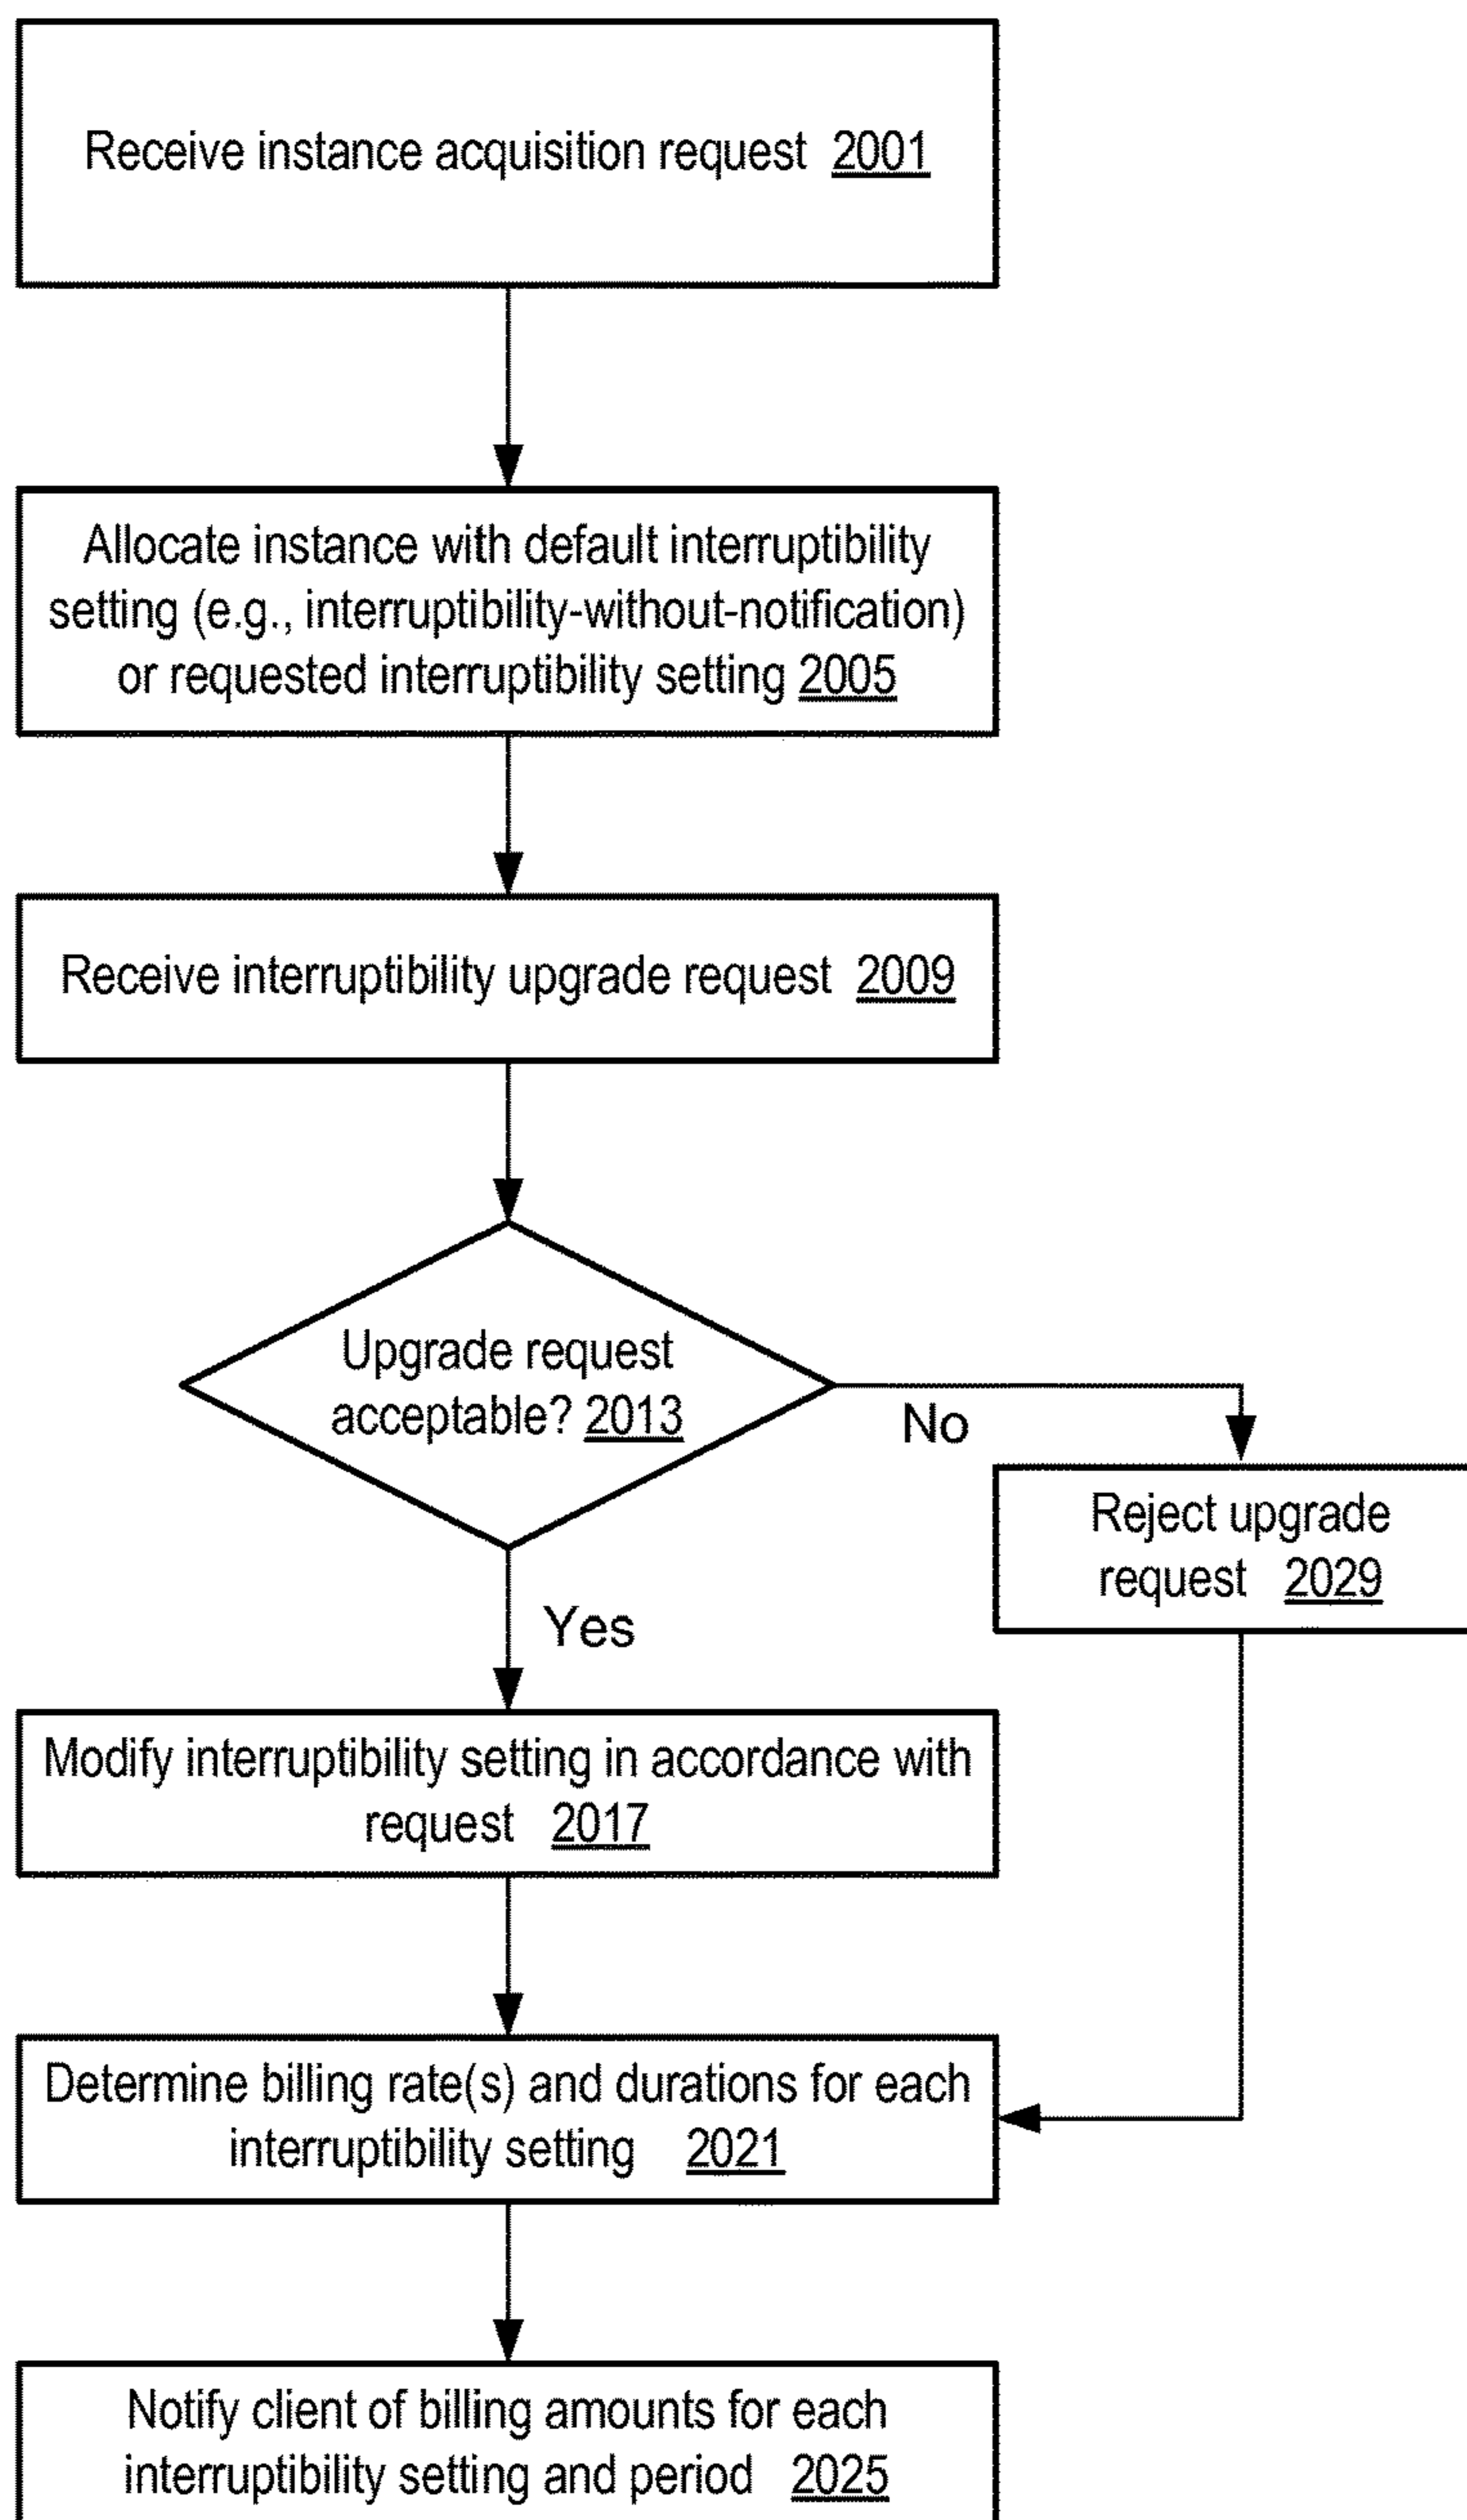 Receive instance acquisition request 2001
Allocate instance with default interruptibility
setting (e.g., interruptibility-without-notification)
or requested interruptibility setting 2005
Receive interruptibility upgrade request 2009
Upgrade request
acceptable? 2013
No
Reject upgrade
request 2029
Yes
Modify interruptibility setting in accordance with
request 2017
Determine billing rate(s) and durations for each
interruptibility setting 2021
Notify client of billing amounts for each
interruptibility setting and period 2025